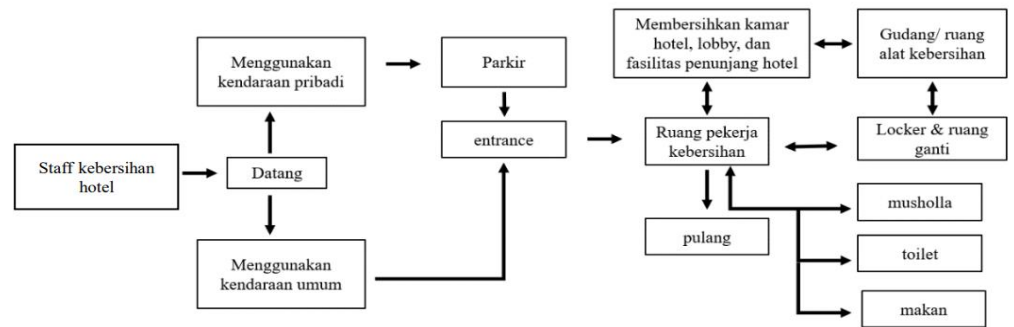 Staff kebersihan
hotel
Datang
Menggunakan
kendaraan pribadi
Menggunakan
kendaraan umum
Parkir
entrance
Membersihkan kamar
hotel, lobby, dan
fasilitas penunjang hotel
Ruang pekerja
kebersihan
pulang
Gudang/ ruang
alat kebersihan
Locker & ruang
ganti
musholla
toilet
makan